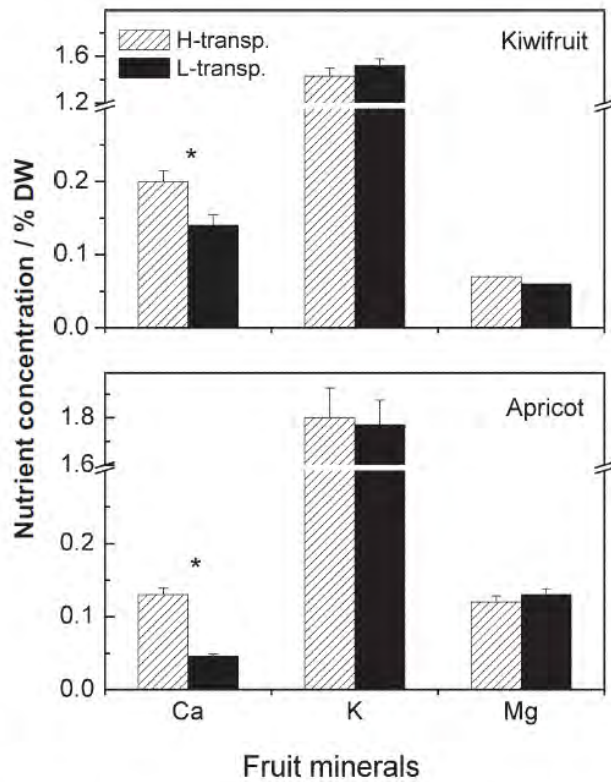 H-transp.
L-transp.
Kiwifruit
1.6
1.2
0.2
0.1
0.0
*
Nutrient concentration / % DW
Apricot
1.8
1.6
0.2
0.1
0.0
*
Ca K Mg
Fruit minerals